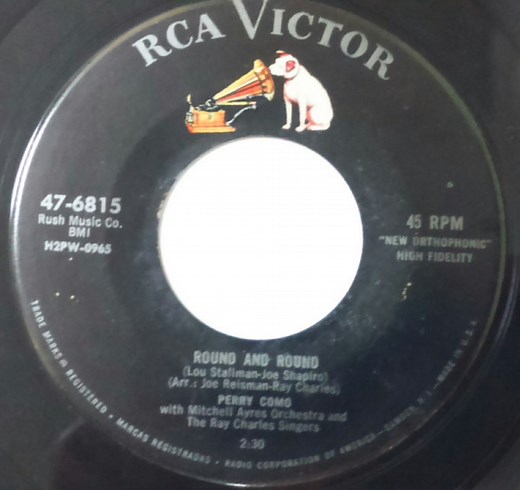 RCA VICTOR
47-6815
Rush Music Co.
BMI
H2PW-0965
45 RPM
"NEW ORTHOPHONIC"
HIGH FIDELITY
ROUND AND ROUND
(Lou Stallman-Joe Shapiro)
(Arr.: Joe Reisman-Ray Charles)
PERRY COMO
with Mitchell Ayres Orchestra and
The Ray Charles Singers
2:30
TRADE MARKS ® REGISTERED • MARCAS REGISTRADAS • RADIO CORPORATION OF AMERICA - CAMDEN, N. J. MADE IN U.S.A.